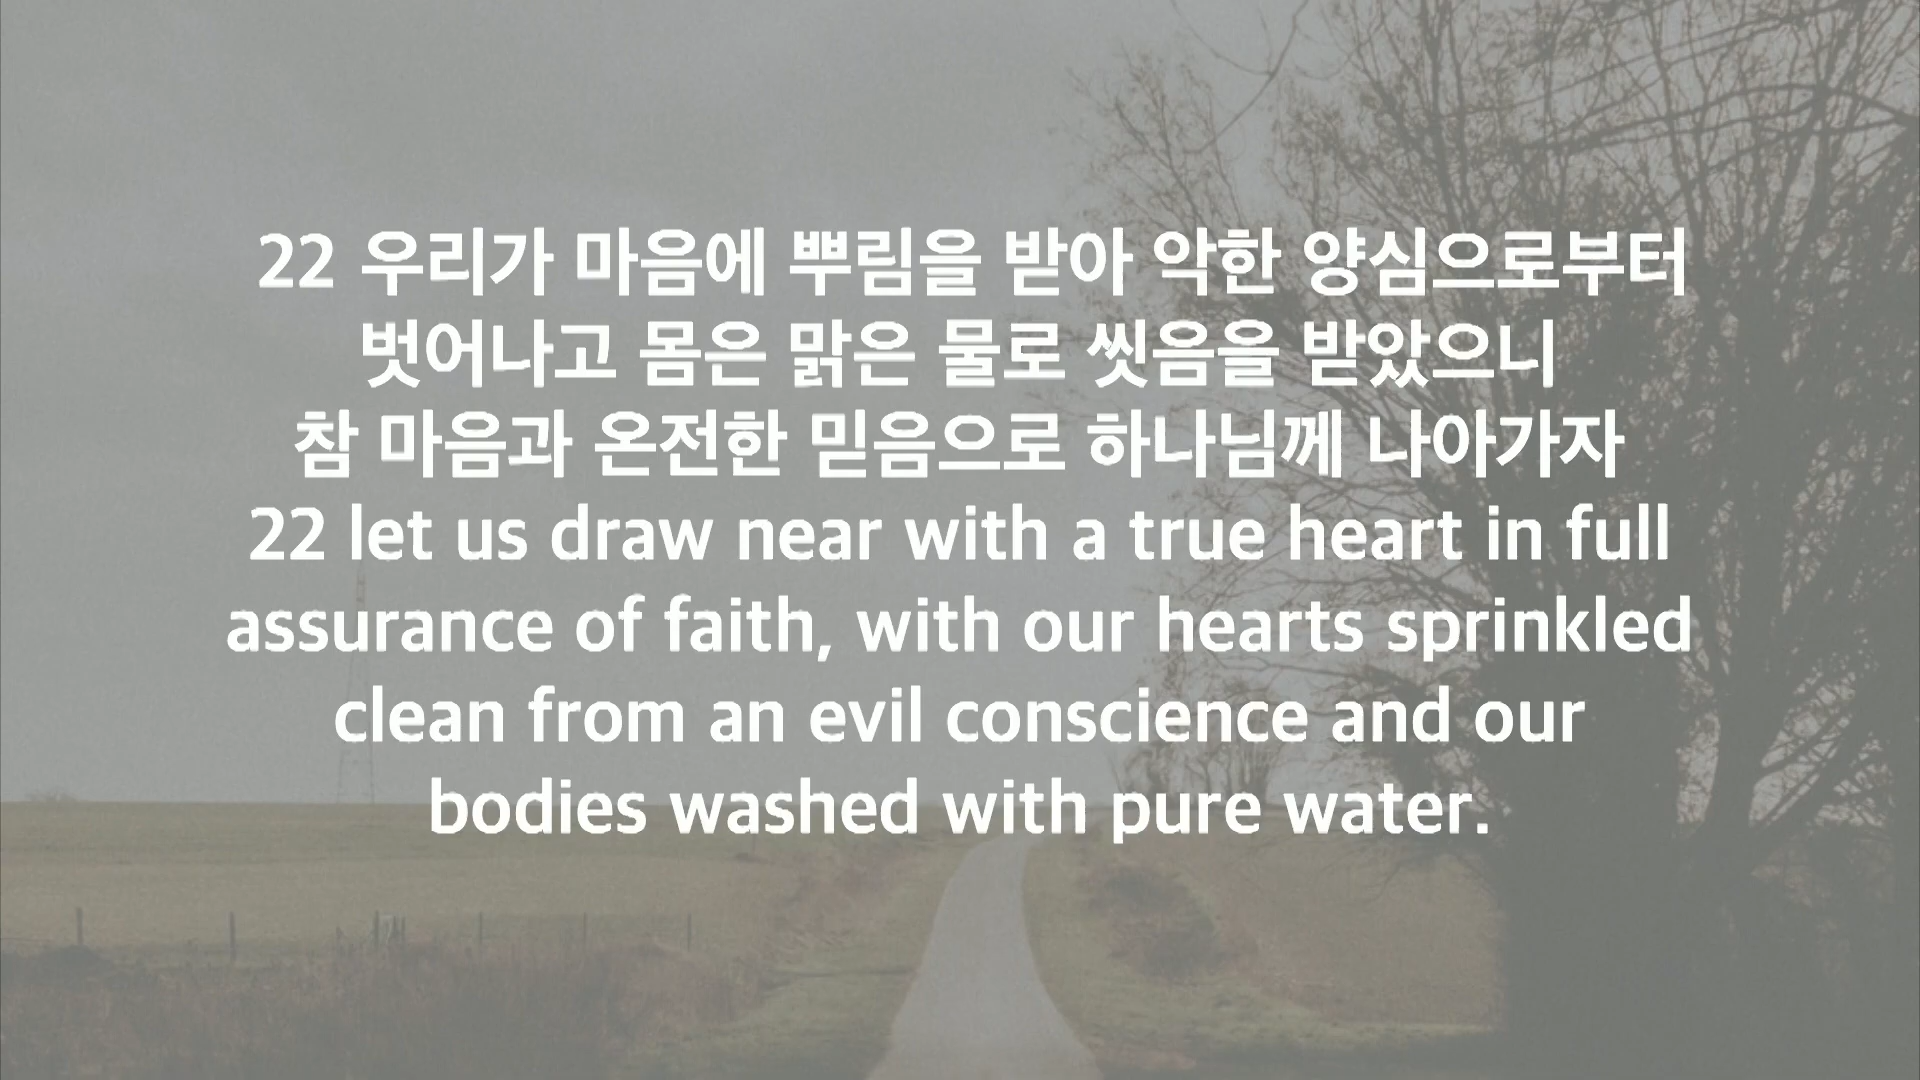 22 우리가 마음에 뿌림을 받아 악한 양심으로부터
벗어나고 몸은 맑은 물로 씻음을 받았으니
참 마음과 온전한 믿음으로 하나님께 나아가자
22 let us draw near with a true heart in full
assurance of faith, with our hearts sprinkled
clean from an evil conscience and our
bodies washed with pure water.